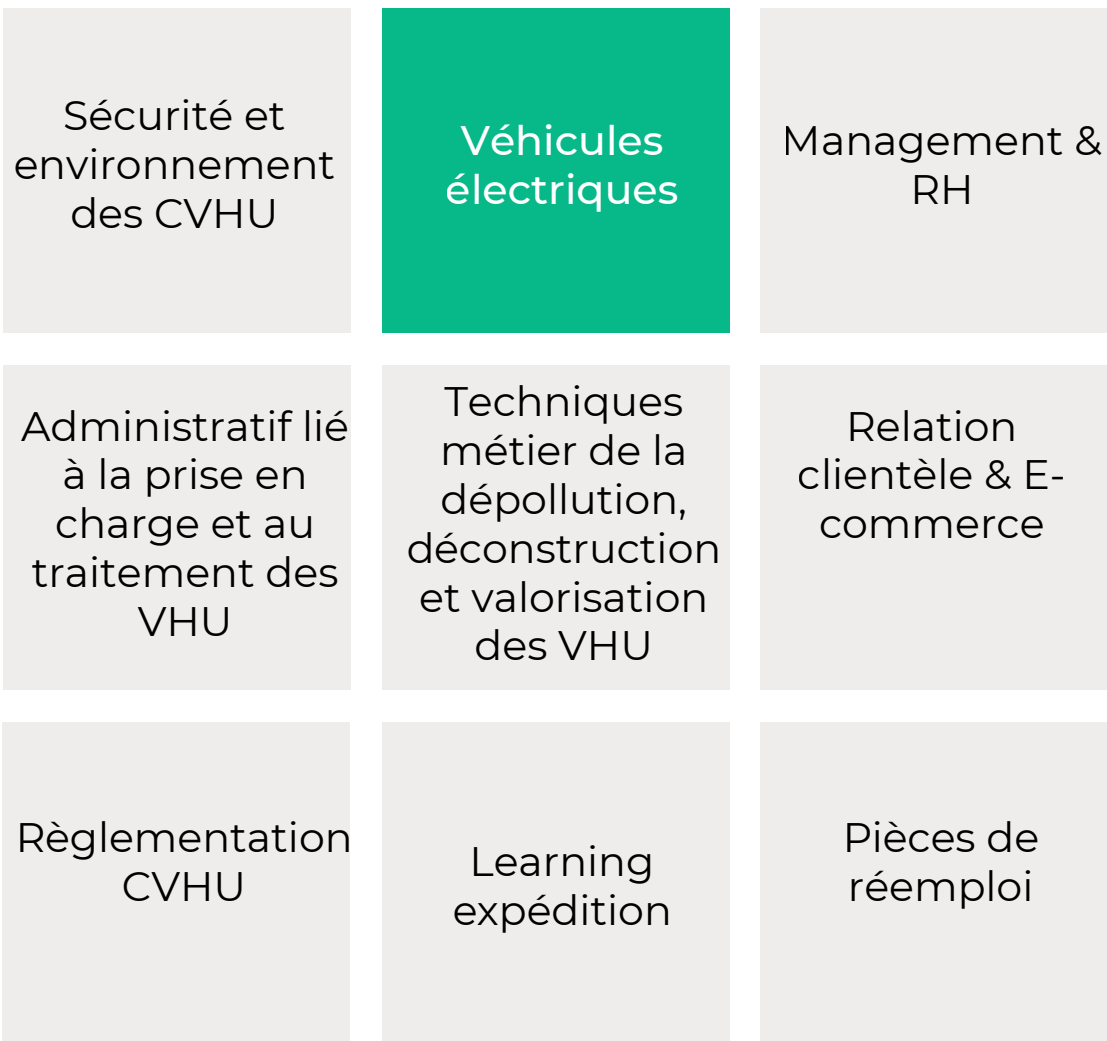 Sécurité et
environnement
des CVHU
Véhicules
électriques
Management &
RH
Administratif lié
à la prise en
charge et au
traitement des
VHU
Techniques
métier de la
dépollution,
déconstruction
et valorisation
des VHU
Relation
clientèle & E-
commerce
Règlementation
CVHU
Learning
expédition
Pièces de
réemploi